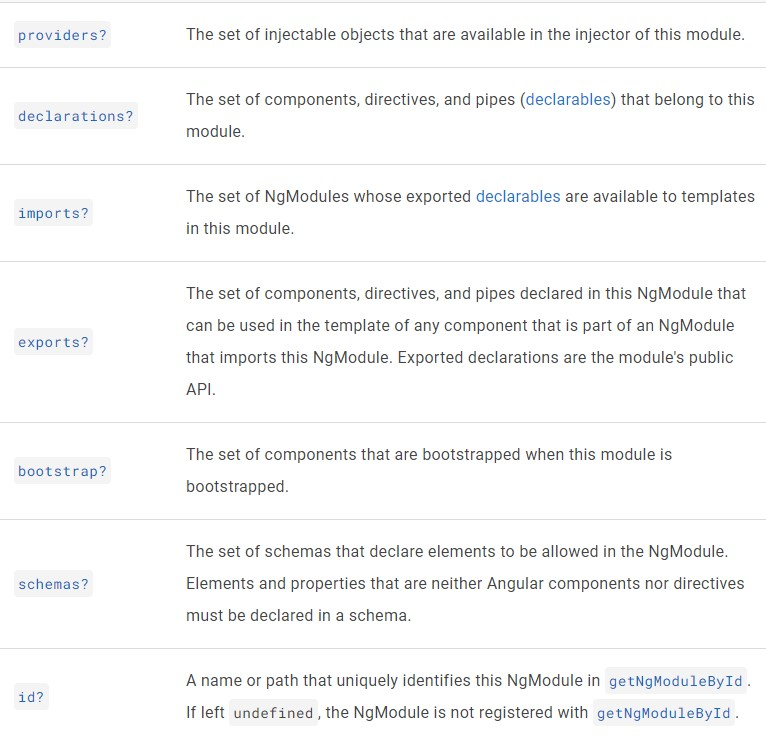 providers? The set of injectable objects that are available in the injector of this module.
declarations? The set of components, directives, and pipes (declarables) that belong to this
module.
imports? The set of NgModules whose exported declarables are available to templates
in this module.
The set of components, directives, and pipes declared in this NgModule that
can be used in the template of any component that is part of an NgModule
exports? that imports this NgModule. Exported declarations are the module's public
API.
bootstrap? The set of components that are bootstrapped when this module is
bootstrapped.
The set of schemas that declare elements to be allowed in the NgModule.
schemas? Elements and properties that are neither Angular components nor directives
must be declared in a schema.
id? A name or path that uniquely identifies this NgModule in getNgModuleById.
If left undefined, the NgModule is not registered with getNgModuleById.